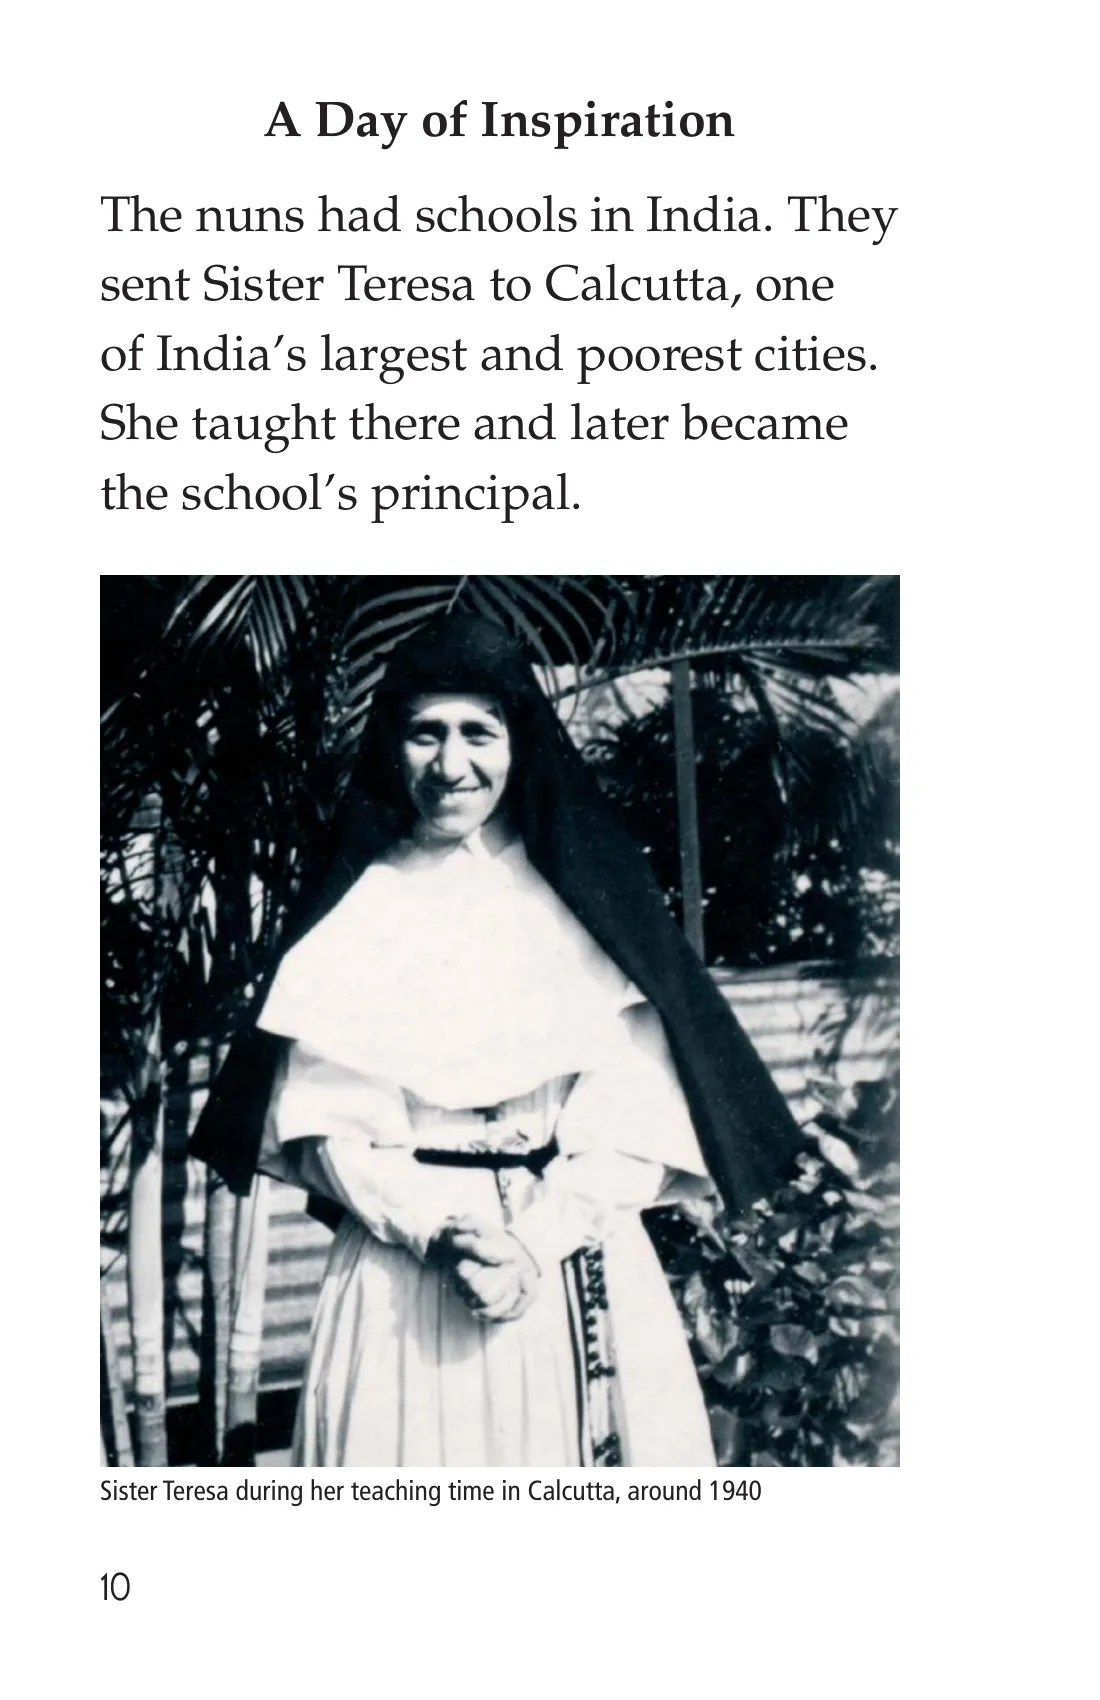 A Day of Inspiration
The nuns had schools in India. They
sent Sister Teresa to Calcutta, one
of India’s largest and poorest cities.
She taught there and later became
the school’s principal.
Sister Teresa during her teaching time in Calcutta, around 1940
10